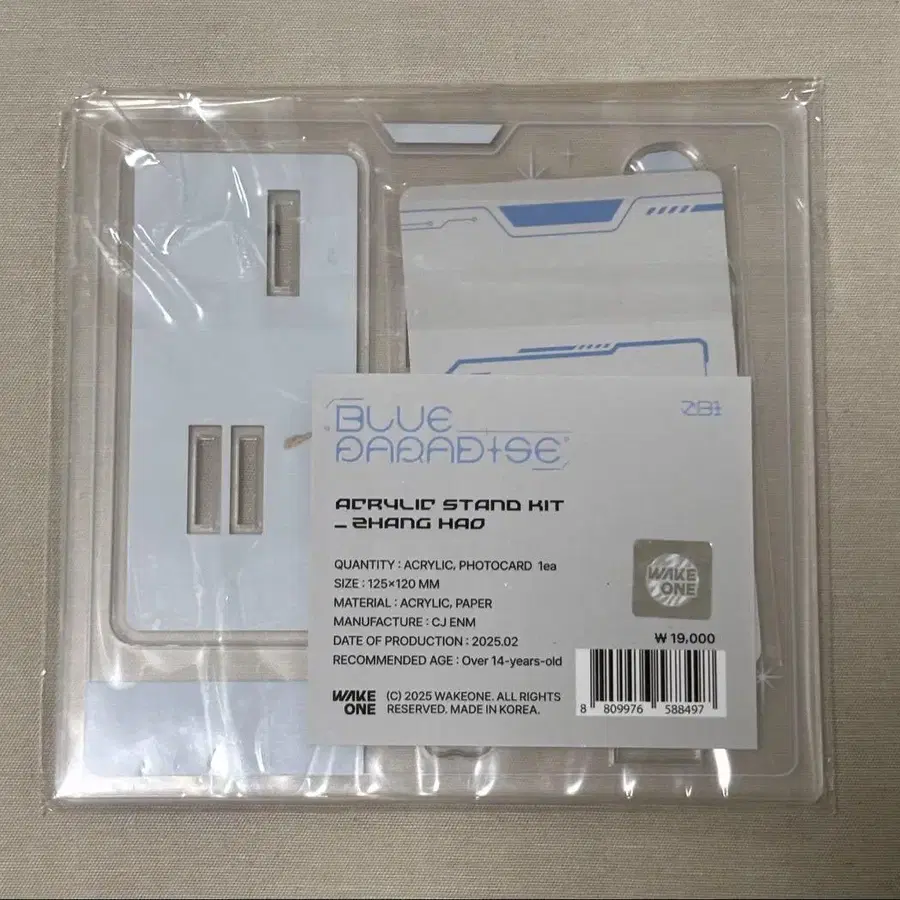 BLUE
PARADISE
ZB1
ACRYLIC STAND KIT
_ ZHANG HAO
QUANTITY : ACRYLIC, PHOTOCARD 1ea
SIZE : 125×120 MM
MATERIAL : ACRYLIC, PAPER
MANUFACTURE : CJ ENM
DATE OF PRODUCTION : 2025.02
RECOMMENDED AGE : Over 14-years-old
WAKE
ONE
₩ 19,000
WAKE
ONE
(C) 2025 WAKEONE. ALL RIGHTS
RESERVED. MADE IN KOREA.
8 809976 588497